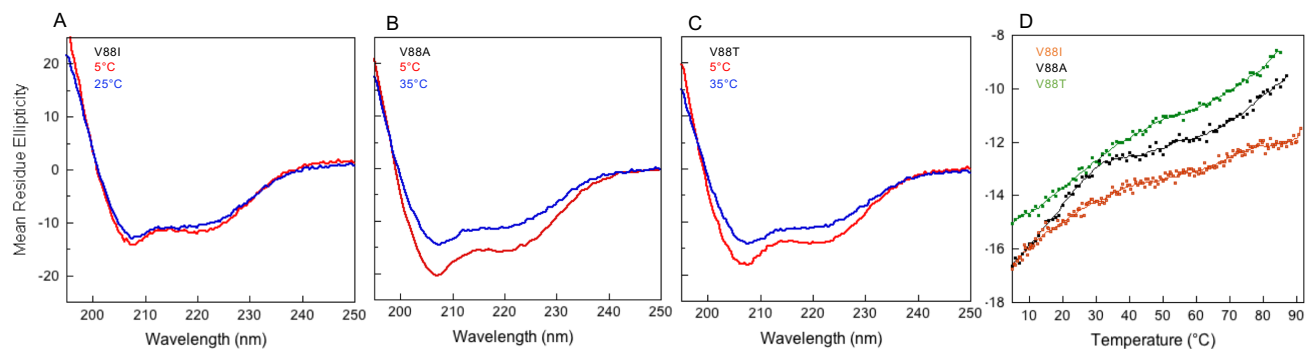 A
B
C
D
V88I
5°C
25°C
V88A
5°C
35°C
V88T
5°C
35°C
V88I
V88A
V88T
Mean Residue Ellipticity
20
10
0
-10
-20
-8
-10
-12
-14
-16
-18
200 210 220 230 240 250
200 210 220 230 240 250
200 210 220 230 240 250
10 20 30 40 50 60 70 80 90
Wavelength (nm)
Wavelength (nm)
Wavelength (nm)
Temperature (°C)